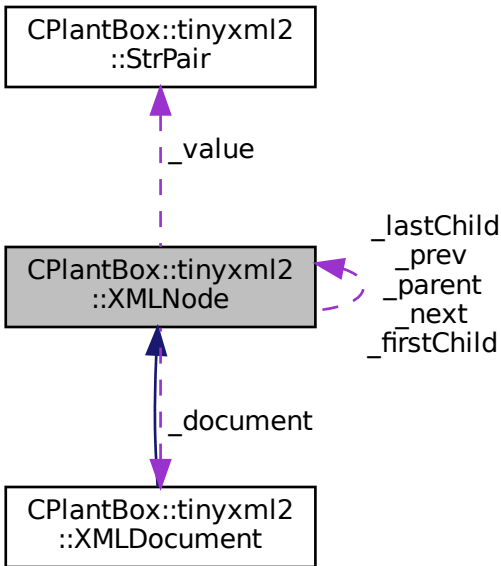 CPlantBox::tinyxml2
::StrPair
_value
_lastChild
_prev
_parent
_next
_firstChild
CPlantBox::tinyxml2
::XMLNode
_document
CPlantBox::tinyxml2
::XMLDocument